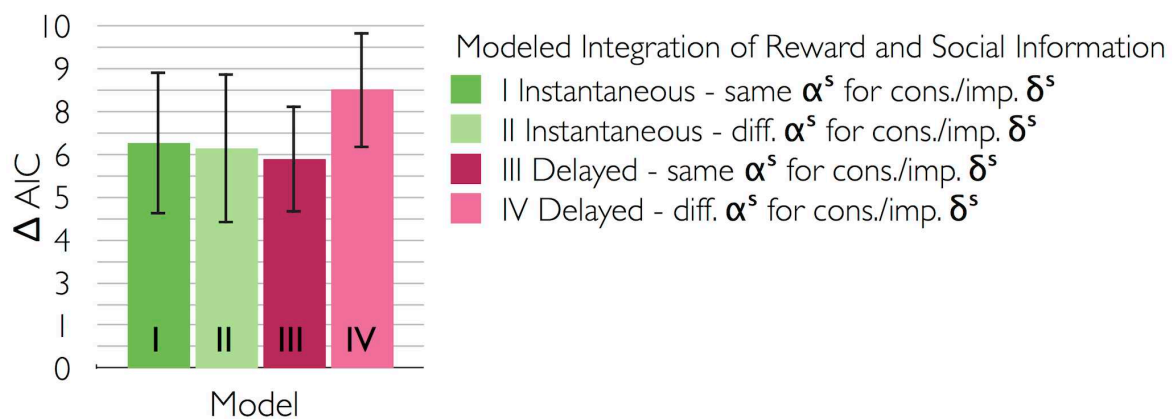 10
9
8
6
5
4
3
1
0
Δ AIC
I II III IV
Model
Modeled Integration of Reward and Social Information
I Instantaneous - same αˢ for cons./imp. δˢ
II Instantaneous - diff. αˢ for cons./imp. δˢ
III Delayed - same αˢ for cons./imp. δˢ
IV Delayed - diff. αˢ for cons./imp. δˢ